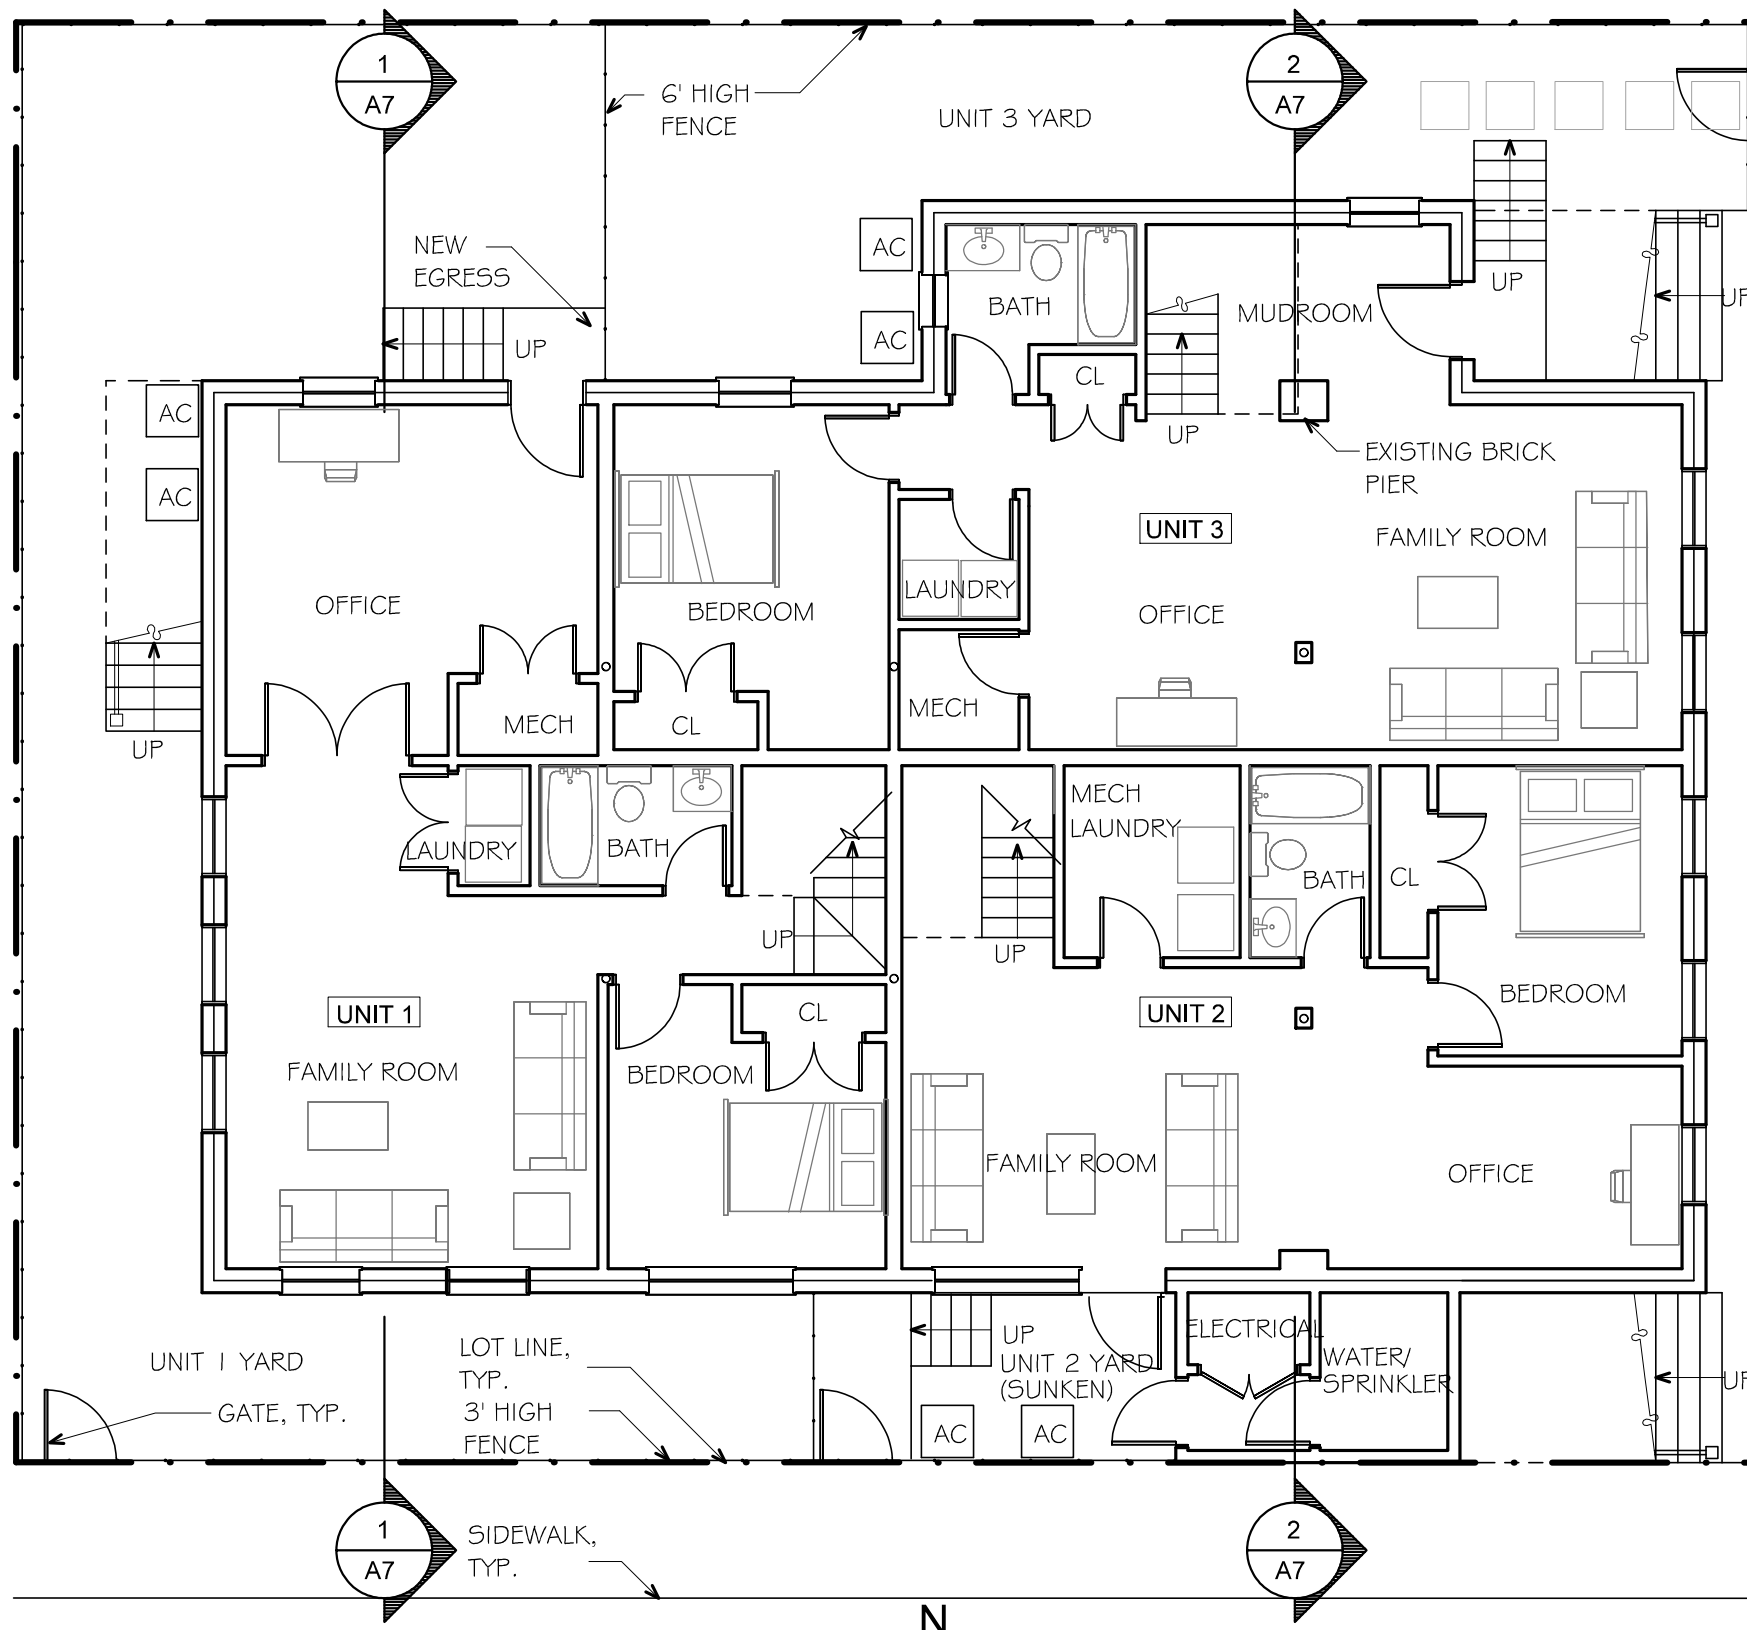 1
A7
2
A7
6' HIGH
FENCE
UNIT 3 YARD
NEW
EGRESS
AC
AC
BATH
MUDROOM
UP
UP
UP
AC
CL
UP
EXISTING BRICK
PIER
AC
UNIT 3
FAMILY ROOM
OFFICE
BEDROOM
LAUNDRY
OFFICE
MECH
CL
MECH
UP
MECH
LAUNDRY
LAUNDRY
BATH
BATH
CL
UP
UP
BEDROOM
UNIT 1
CL
UNIT 2
FAMILY ROOM
BEDROOM
FAMILY ROOM
OFFICE
UNIT 1 YARD
LOT LINE,
TYP.
UP
UNIT 2 YARD
(SUNKEN)
ELECTRICAL
WATER/
SPRINKLER
UP
GATE, TYP.
3' HIGH
FENCE
AC
AC
1
A7
SIDEWALK,
TYP.
2
A7
N